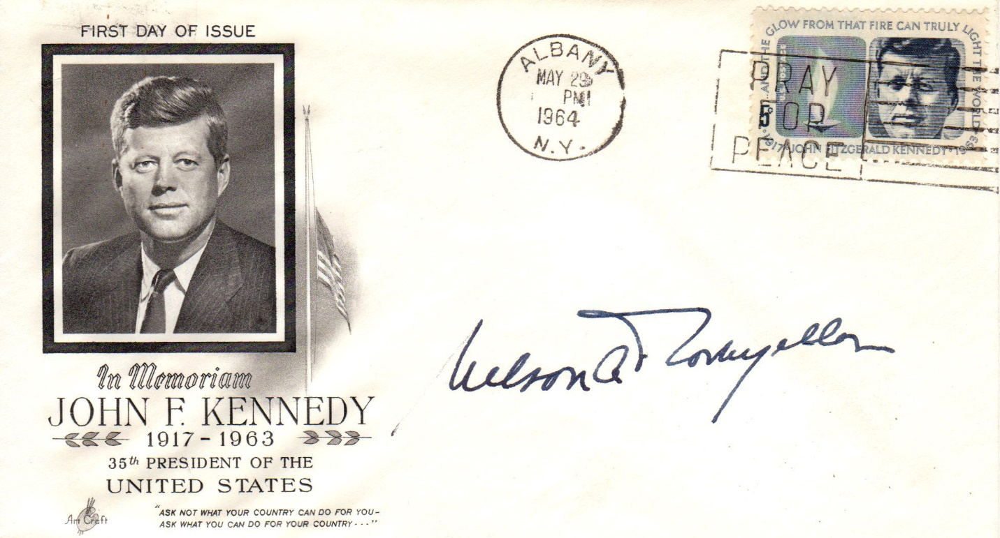 FIRST DAY OF ISSUE
In Memoriam
JOHN F. KENNEDY
1917 - 1963
35th PRESIDENT OF THE
UNITED STATES
Art Craft
"ASK NOT WHAT YOUR COUNTRY CAN DO FOR YOU-
ASK WHAT YOU CAN DO FOR YOUR COUNTRY - - -"
ALBANY
MAY 29
PM
1964
N.Y.
PRAY
FOR
PEACE
...AND THE GLOW FROM THAT FIRE CAN TRULY LIGHT THE WORLD
5¢
1917 · JOHN FITZGERALD KENNEDY · 1963
Nelson A Rockefeller